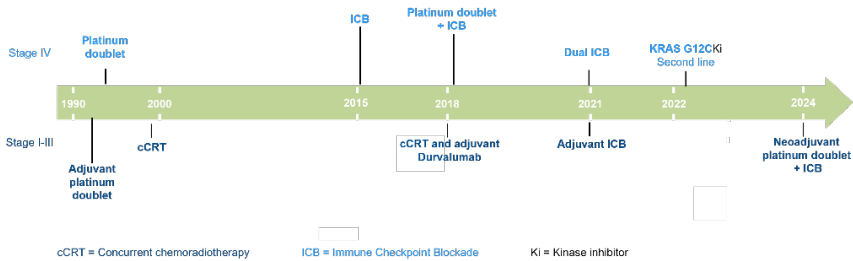 Stage IV
Platinum
doublet
ICB
Platinum doublet
+ ICB
Dual ICB
KRAS G12CKi
Second line
1990
2000
2015
2018
2021
2022
2024
Stage I-III
Adjuvant
platinum
doublet
cCRT
cCRT and adjuvant
Durvalumab
Adjuvant ICB
Neoadjuvant
platinum doublet
+ ICB
cCRT = Concurrent chemoradiotherapy
ICB = Immune Checkpoint Blockade
Ki = Kinase inhibitor